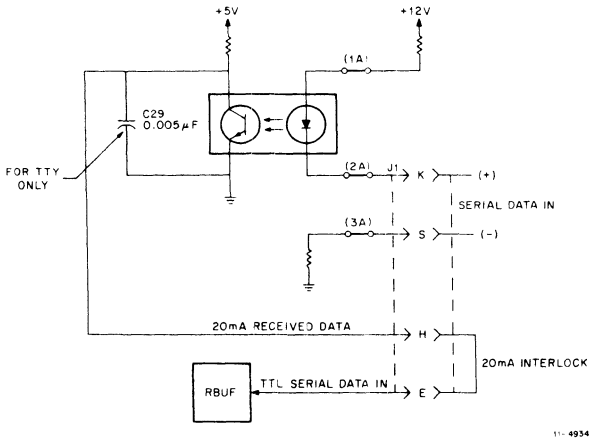 +5V
+12V
(1A)
C29
0.005μF
FOR TTY
ONLY
(2A)
J1
K
(+)
SERIAL DATA IN
(3A)
S
(-)
20mA RECEIVED DATA
H
20mA INTERLOCK
RBUF
TTL SERIAL DATA IN
E
11-4934